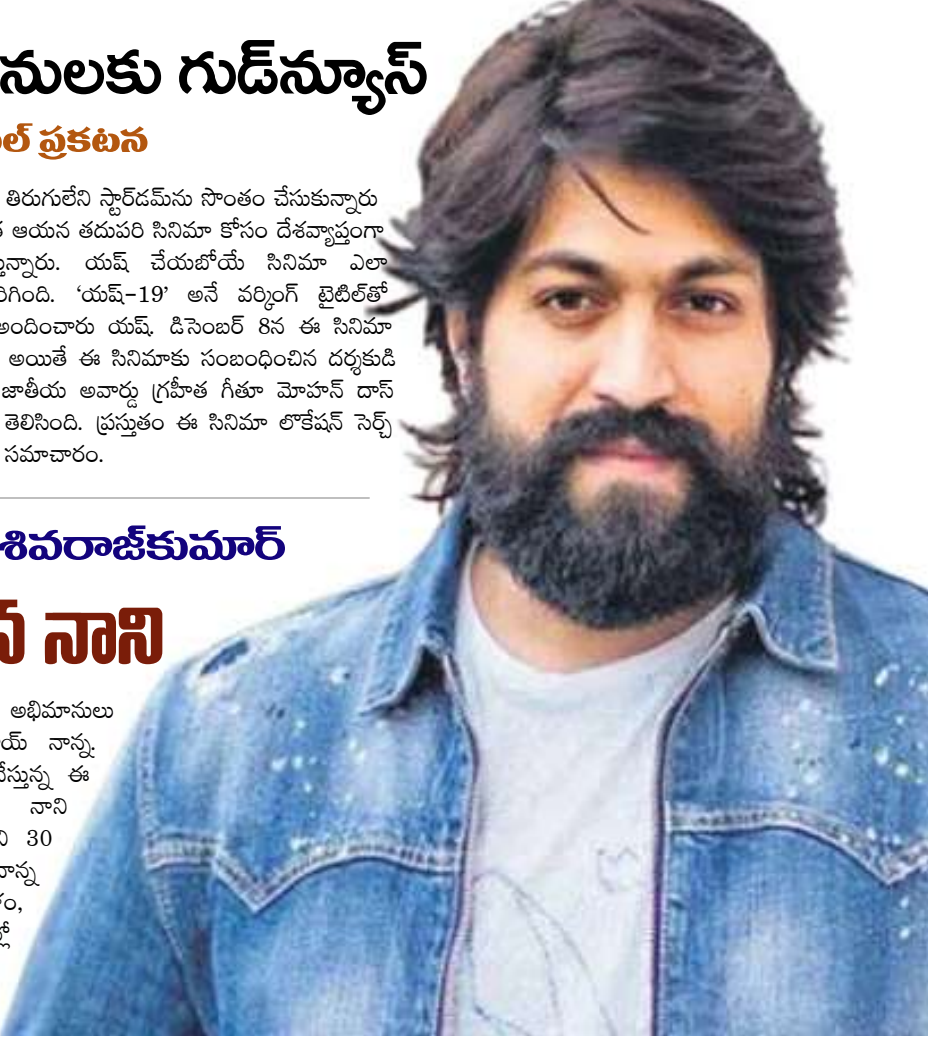 గుడ్‌న్యూస్
ప్రకటన
తిరుగులేని స్టార్‌డమ్‌ను సొంతం చేసుకున్నారు
ఆయన తదుపరి సినిమా కోసం దేశవ్యాప్తంగా
యష్ చేయబోయే సినిమా ఎలా
‘యష్-19’ అనే వర్కింగ్ టైటిల్‌తో
అందించారు యష్. డిసెంబర్ 8న ఈ సినిమా
అయితే ఈ సినిమాకు సంబంధించిన దర్శకుడి
జాతీయ అవార్డు గ్రహీత గీతూ మోహన్ దాస్
తెలిసింది. ప్రస్తుతం ఈ సినిమా లొకేషన్ సెర్చ్
సమాచారం.
శివరాజ్‌కుమార్
నాని
అభిమానులు
నాన్న.
ఈ
నాని
30